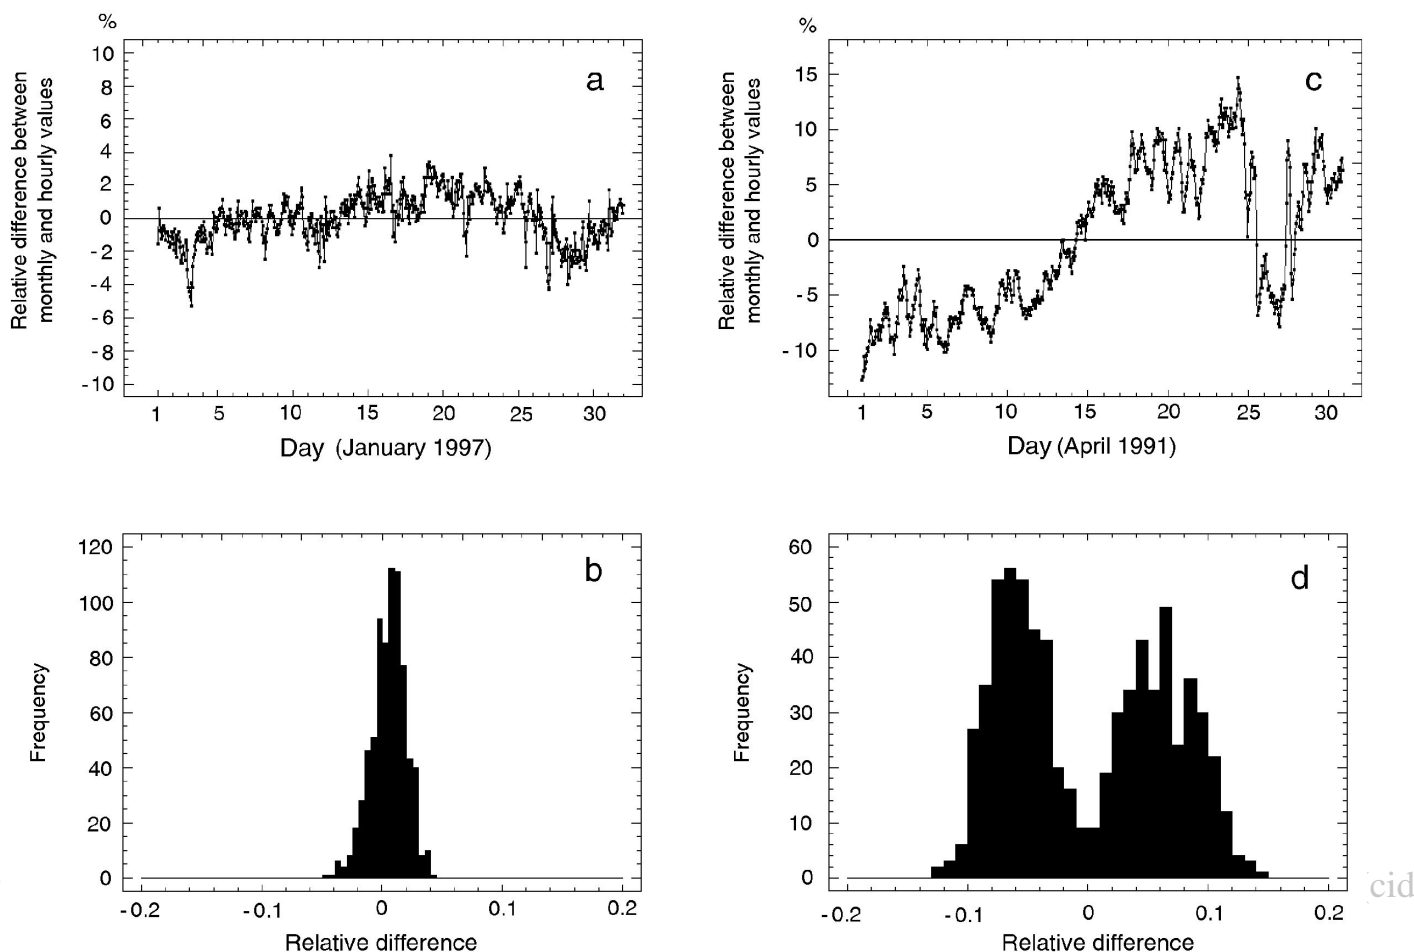 %
a
Relative difference between
monthly and hourly values
10
8
6
4
2
0
-2
-4
-6
-8
-10
1 5 10 15 20 25 30
Day (January 1997)
%
c
Relative difference between
monthly and hourly values
15
10
5
0
-5
-10
1 5 10 15 20 25 30
Day (April 1991)
b
Frequency
120
100
80
60
40
20
0
-0.2 -0.1 0 0.1 0.2
Relative difference
d
Frequency
60
50
40
30
20
10
0
-0.2 -0.1 0 0.1 0.2
Relative difference
(cid